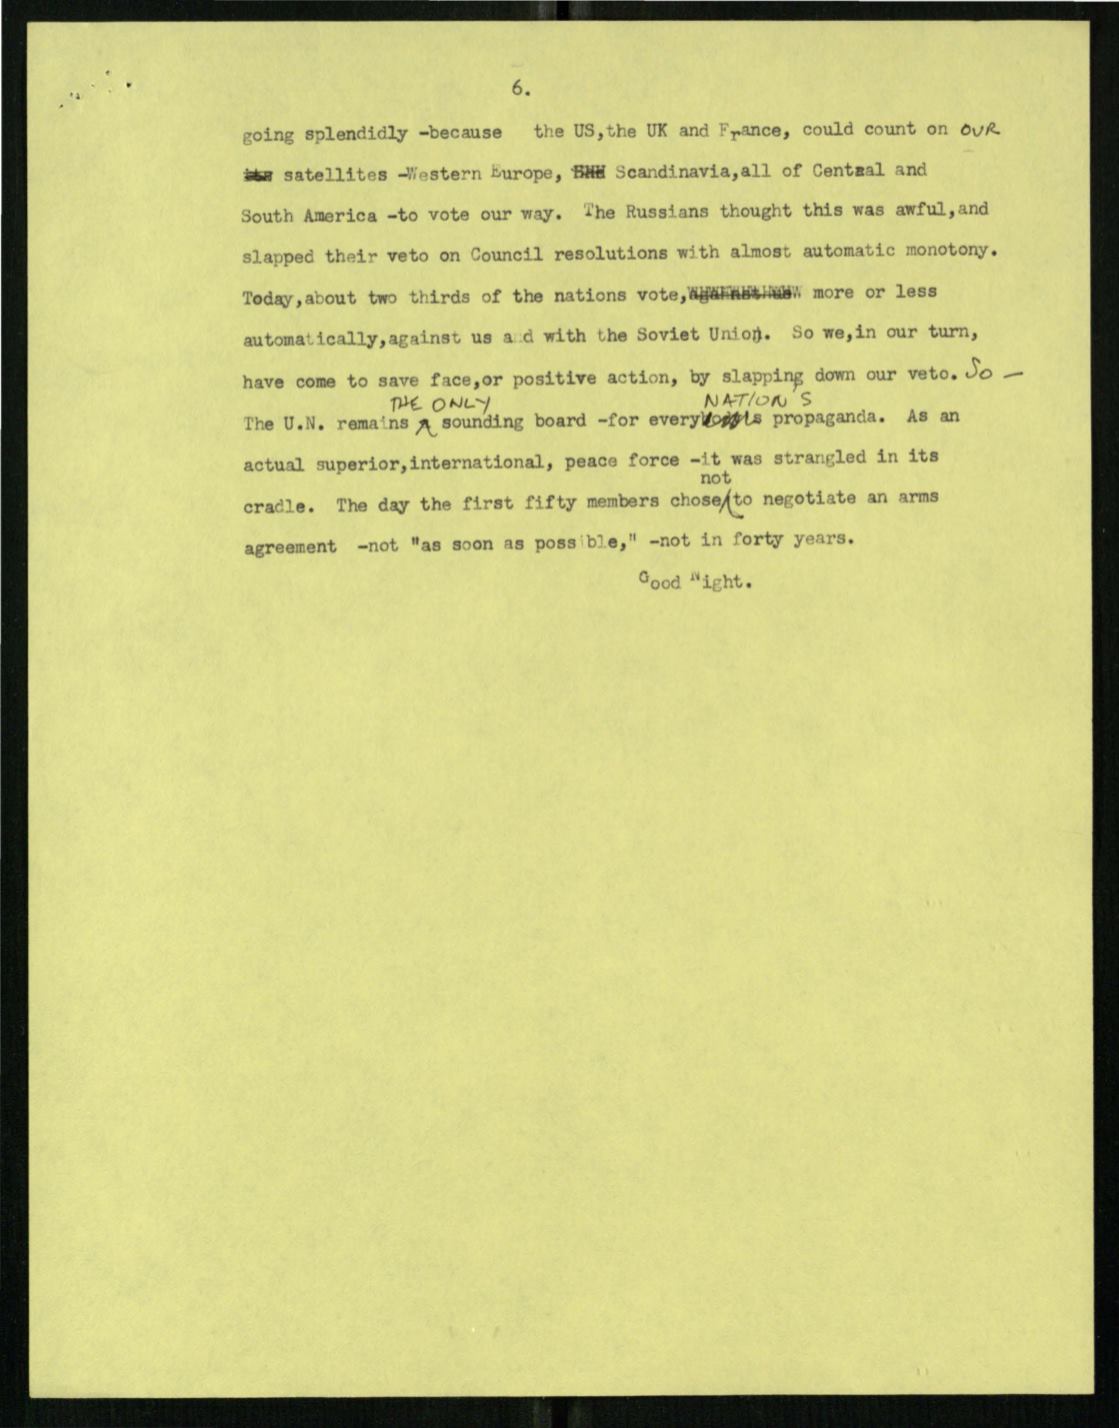 6.
going splendidly -because the US,the UK and France, could count on OUR
its satellites -Western Europe, Scandinavia,all of Central and
South America -to vote our way. The Russians thought this was awful,and
slapped their veto on Council resolutions with almost automatic monotony.
Today,about two thirds of the nations vote, against us more or less
automatically,against us and with the Soviet Union. So we,in our turn,
have come to save face,or positive action, by slapping down our veto. So —
THE ONLY NATION'S
The U.N. remains sounding board -for every propaganda. As an
actual superior,international, peace force -it was strangled in its
not
cradle. The day the first fifty members chose to negotiate an arms
agreement -not "as soon as possible," -not in forty years.
Good Night.